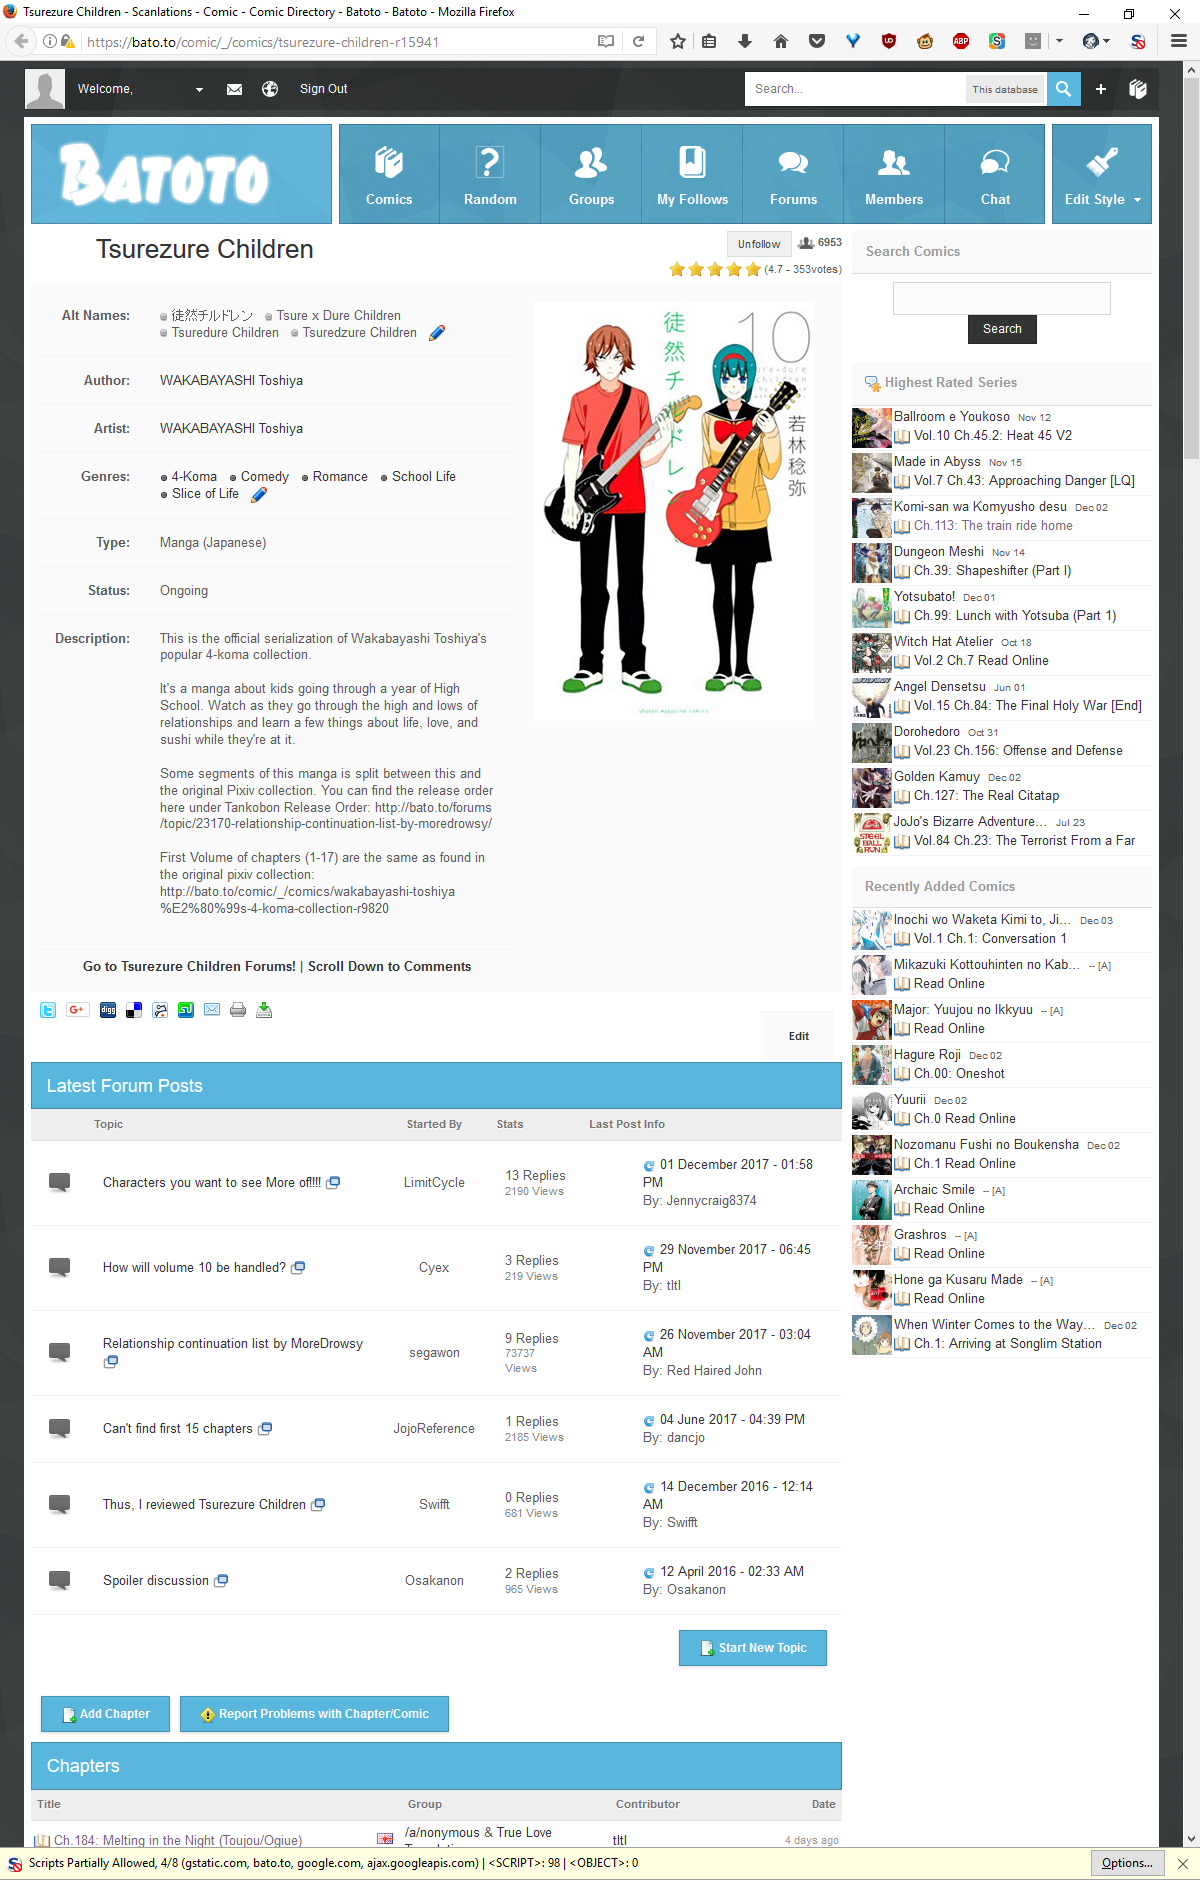 Tsurezure Children - Scanlations - Comic - Comic Directory - Batoto - Batoto - Mozilla Firefox
https://bato.to/comic/_/comics/tsurezure-children-r15941
Welcome,
Sign Out
Search...
This database
BATOTO
Comics
Random
Groups
My Follows
Forums
Members
Chat
Edit Style
Tsurezure Children
Unfollow
6953
(4.7 - 353votes)
Alt Names:
徒然チルドレン
Tsure x Dure Children
Tsuredure Children
Tsuredzure Children
Author:
WAKABAYASHI Toshiya
Artist:
WAKABAYASHI Toshiya
Genres:
4-Koma
Comedy
Romance
School Life
Slice of Life
Type:
Manga (Japanese)
Status:
Ongoing
Description:
This is the official serialization of Wakabayashi Toshiya's
popular 4-koma collection.
It's a manga about kids going through a year of High
School. Watch as they go through the high and lows of
relationships and learn a few things about life, love, and
sushi while they're at it.
Some segments of this manga is split between this and
the original Pixiv collection. You can find the release order
here under Tankobon Release Order: http://bato.to/forums
/topic/23170-relationship-continuation-list-by-moredrowsy/
First Volume of chapters (1-17) are the same as found in
the original pixiv collection:
http://bato.to/comic/_/comics/wakabayashi-toshiya
%E2%80%99s-4-koma-collection-r9820
徒然チルドレン
10
若林稔弥
shonen magazine comics
Go to Tsurezure Children Forums! | Scroll Down to Comments
Edit
Latest Forum Posts
Topic
Started By
Stats
Last Post Info
Characters you want to see More of!!!!
LimitCycle
13 Replies
2190 Views
01 December 2017 - 01:58
PM
By: Jennycraig8374
How will volume 10 be handled?
Cyex
3 Replies
219 Views
29 November 2017 - 06:45
PM
By: tltl
Relationship continuation list by MoreDrowsy
segawon
9 Replies
73737
Views
26 November 2017 - 03:04
AM
By: Red Haired John
Can't find first 15 chapters
JojoReference
1 Replies
2185 Views
04 June 2017 - 04:39 PM
By: dancjo
Thus, I reviewed Tsurezure Children
Swifft
0 Replies
681 Views
14 December 2016 - 12:14
AM
By: Swifft
Spoiler discussion
Osakanon
2 Replies
965 Views
12 April 2016 - 02:33 AM
By: Osakanon
Start New Topic
Add Chapter
Report Problems with Chapter/Comic
Chapters
Title
Group
Contributor
Date
Ch.184: Melting in the Night (Toujou/Ogiue)
/a/nonymous & True Love
tltl
4 days ago
Search Comics
Search
Highest Rated Series
Ballroom e Youkoso Nov 12
Vol.10 Ch.45.2: Heat 45 V2
Made in Abyss Nov 15
Vol.7 Ch.43: Approaching Danger [LQ]
Komi-san wa Komyusho desu Dec 02
Ch.113: The train ride home
Dungeon Meshi Nov 14
Ch.39: Shapeshifter (Part I)
Yotsubato! Dec 01
Ch.99: Lunch with Yotsuba (Part 1)
Witch Hat Atelier Oct 18
Vol.2 Ch.7 Read Online
Angel Densetsu Jun 01
Vol.15 Ch.84: The Final Holy War [End]
Dorohedoro Oct 31
Vol.23 Ch.156: Offense and Defense
Golden Kamuy Dec 02
Ch.127: The Real Citatap
JoJo's Bizarre Adventure... Jul 23
Vol.84 Ch.23: The Terrorist From a Far
STEEL BALL RUN
Recently Added Comics
Inochi wo Waketa Kimi to, Ji... Dec 03
Vol.1 Ch.1: Conversation 1
Mikazuki Kottouhinten no Kab... -- [A]
Read Online
Major: Yuujou no Ikkyuu -- [A]
Read Online
Hagure Roji Dec 02
Ch.00: Oneshot
Yuurii Dec 02
Ch.0 Read Online
Nozomanu Fushi no Boukensha Dec 02
Ch.1 Read Online
Archaic Smile -- [A]
Read Online
Grashros -- [A]
Read Online
Hone ga Kusaru Made -- [A]
Read Online
When Winter Comes to the Way... Dec 02
Ch.1: Arriving at Songlim Station
Scripts Partially Allowed, 4/8 (gstatic.com, bato.to, google.com, ajax.googleapis.com) | <SCRIPT>: 98 | <OBJECT>: 0
Options...